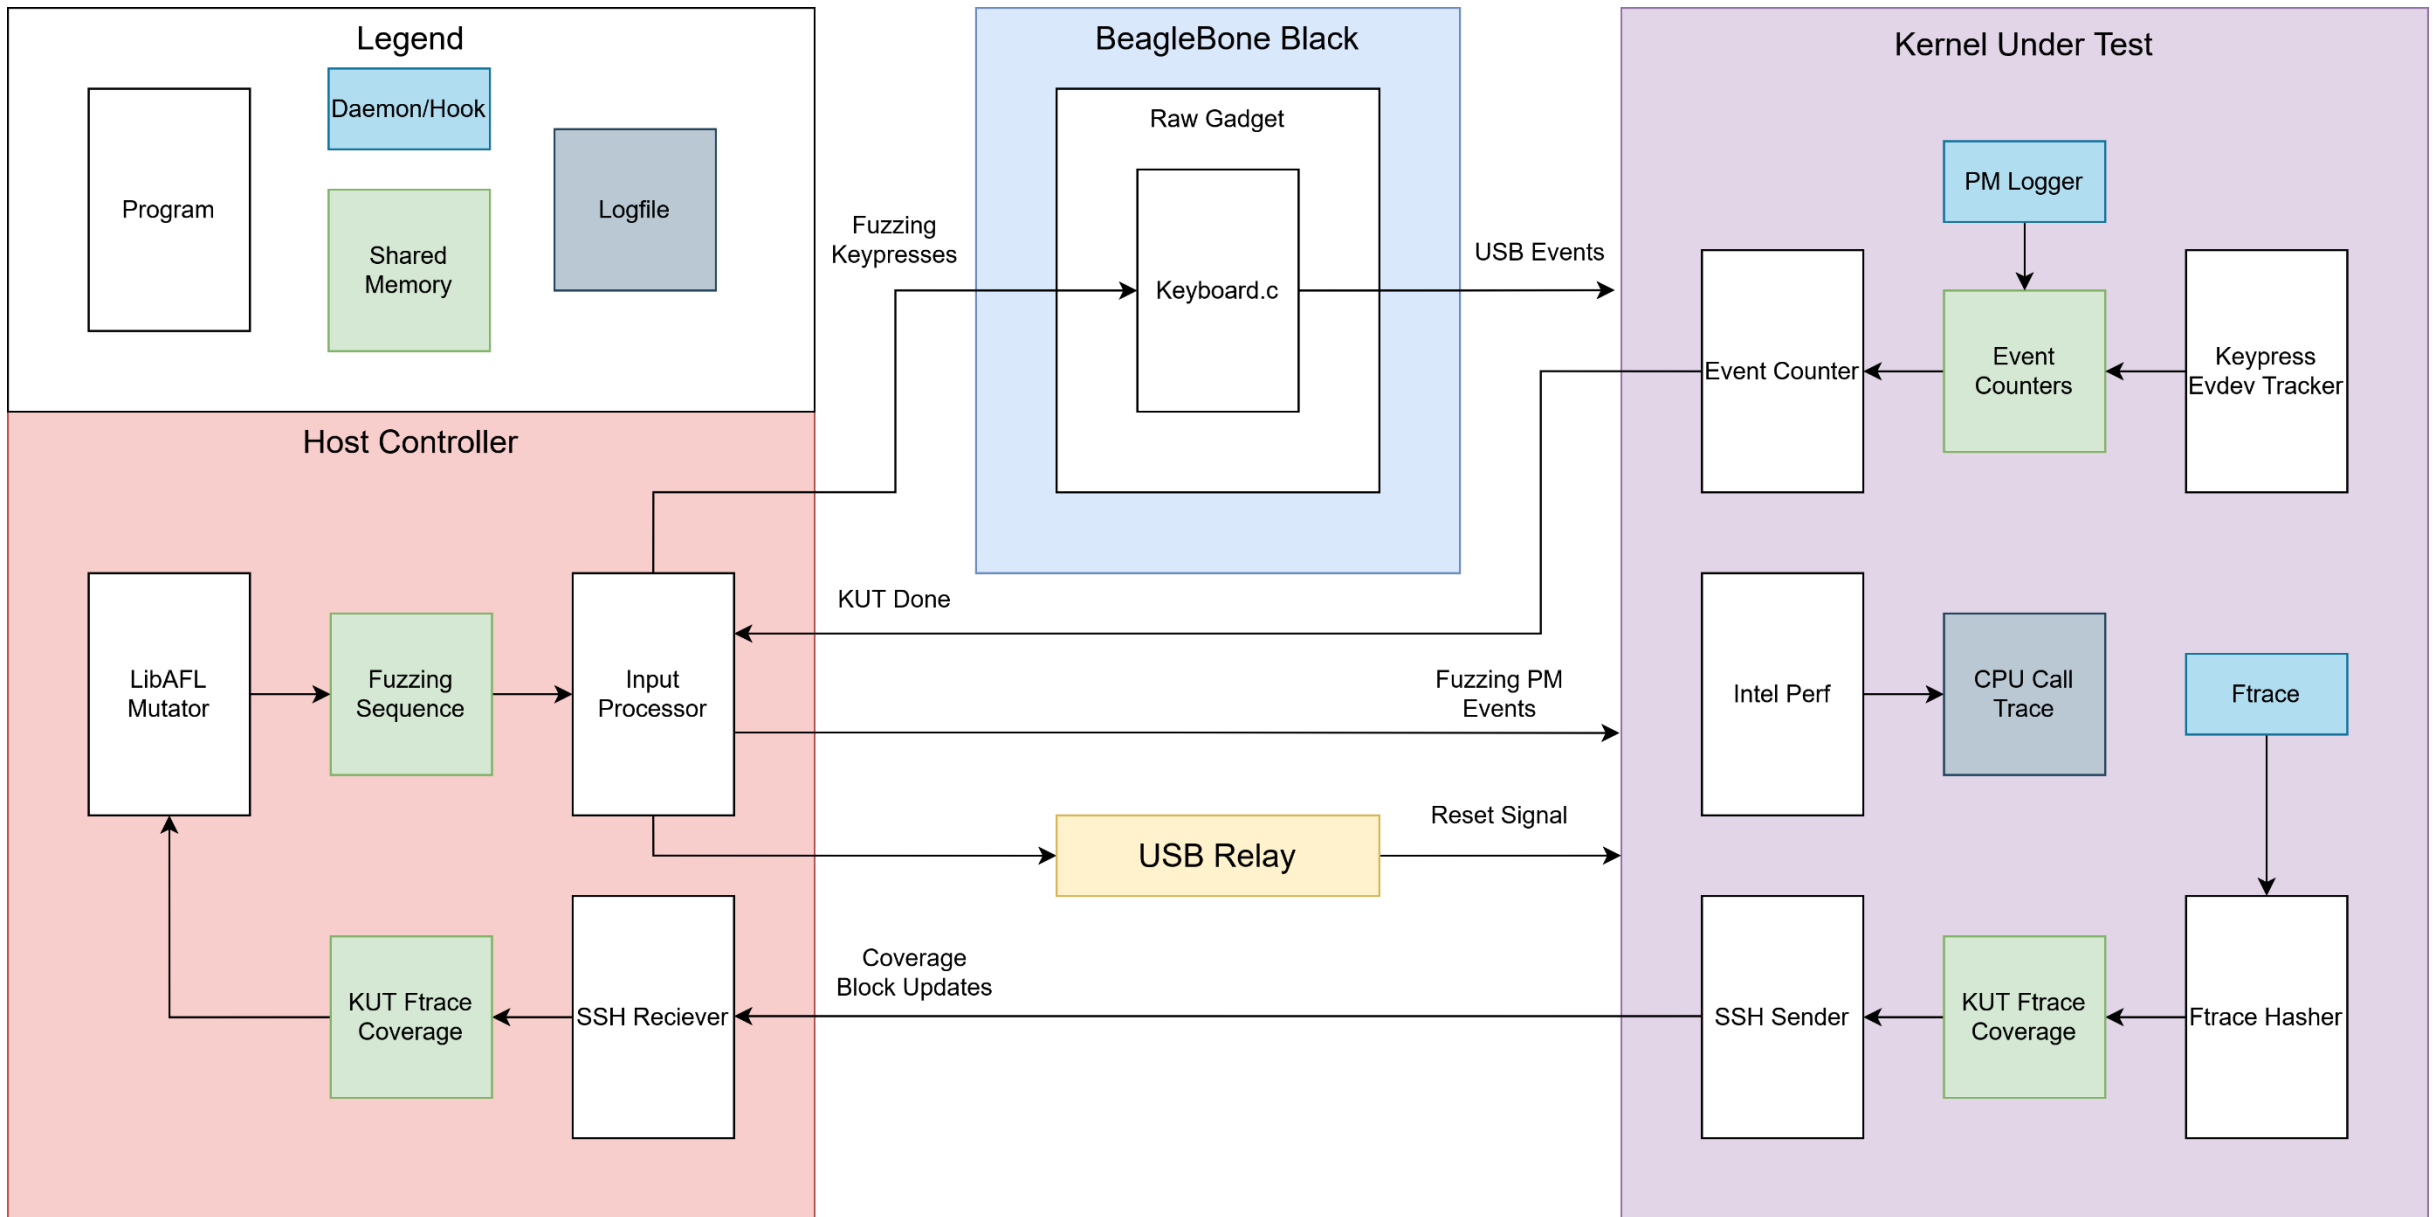 Legend
Daemon/Hook
Program
Shared
Memory
Logfile
BeagleBone Black
Raw Gadget
Keyboard.c
Fuzzing
Keypresses
USB Events
Kernel Under Test
PM Logger
Event Counter
Event
Counters
Keypress
Evdev Tracker
Host Controller
LibAFL
Mutator
Fuzzing
Sequence
Input
Processor
KUT Done
Fuzzing PM
Events
Intel Perf
CPU Call
Trace
Ftrace
USB Relay
Reset Signal
KUT Ftrace
Coverage
SSH Reciever
Coverage
Block Updates
SSH Sender
KUT Ftrace
Coverage
Ftrace Hasher